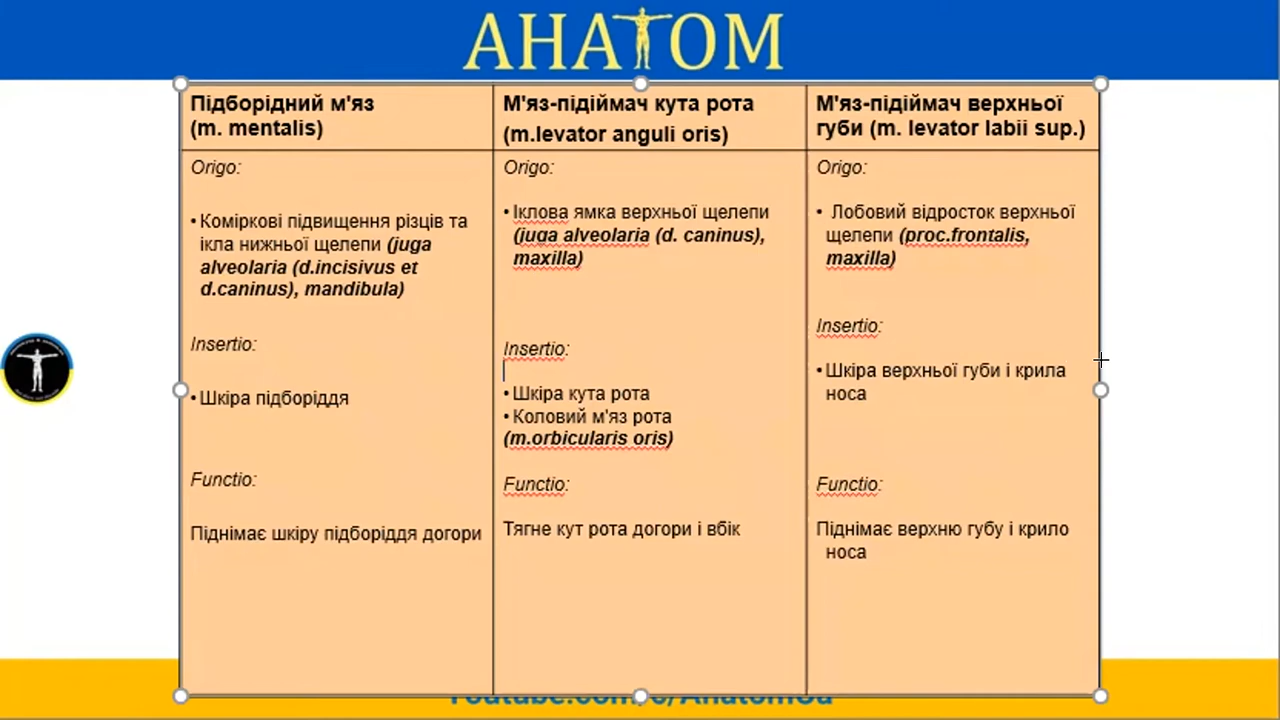 АНАТОМ
Підборідний м'яз
(m. mentalis)
Origo:
• Коміркові підвищення різців та
ікла нижньої щелепи (juga
alveolaria (d.incisivus et
d.caninus), mandibula)
Insertio:
• Шкіра підборіддя
Functio:
Піднімає шкіру підборіддя догори
М'яз-підіймач кута рота
(m.levator anguli oris)
Origo:
• Іклова ямка верхньої щелепи
(juga alveolaria (d. caninus),
maxilla)
Insertio:
• Шкіра кута рота
• Коловий м'яз рота
(m.orbicularis oris)
Functio:
Тягне кут рота догори і вбік
М'яз-підіймач верхньої
губи (m. levator labii sup.)
Origo:
• Лобовий відросток верхньої
щелепи (proc.frontalis,
maxilla)
Insertio:
• Шкіра верхньої губи і крила
носа
Functio:
Піднімає верхню губу і крило
носа
Youtube.com/c/AnatomUa